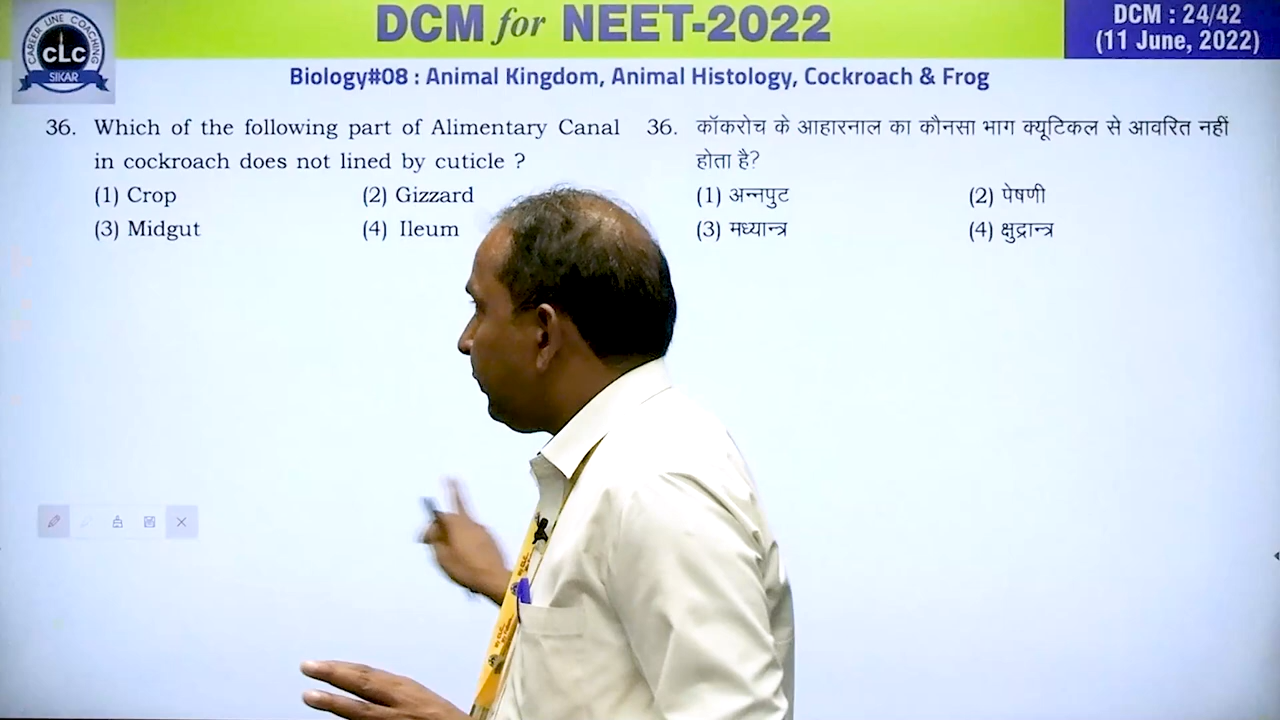 DCM for NEET-2022
DCM : 24/42
(11 June, 2022)
CAREER LINE COACHING
CLC
SIKAR
Biology#08 : Animal Kingdom, Animal Histology, Cockroach & Frog
36. Which of the following part of Alimentary Canal
in cockroach does not lined by cuticle ?
(1) Crop (2) Gizzard
(3) Midgut (4) Ileum
36. कॉकरोच के आहारनाल का कौनसा भाग क्यूटिकल से आवरित नहीं
होता है?
(1) अन्नपुट (2) पेषणी
(3) मध्यान्त्र (4) क्षुद्रान्त्र